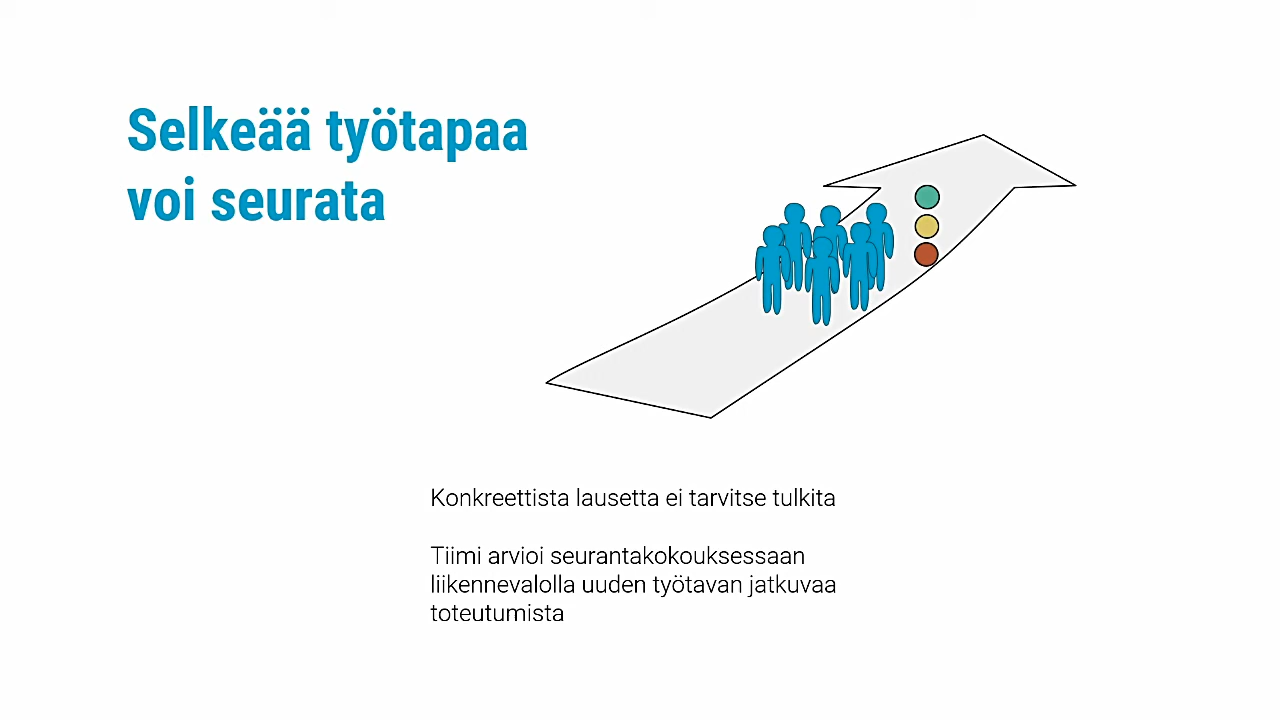 Selkeää työtapaa
voi seurata
Konkreettista lausetta ei tarvitse tulkita
Tiimi arvioi seurantakokouksessaan
liikennevalolla uuden työtavan jatkuvaa
toteutumista